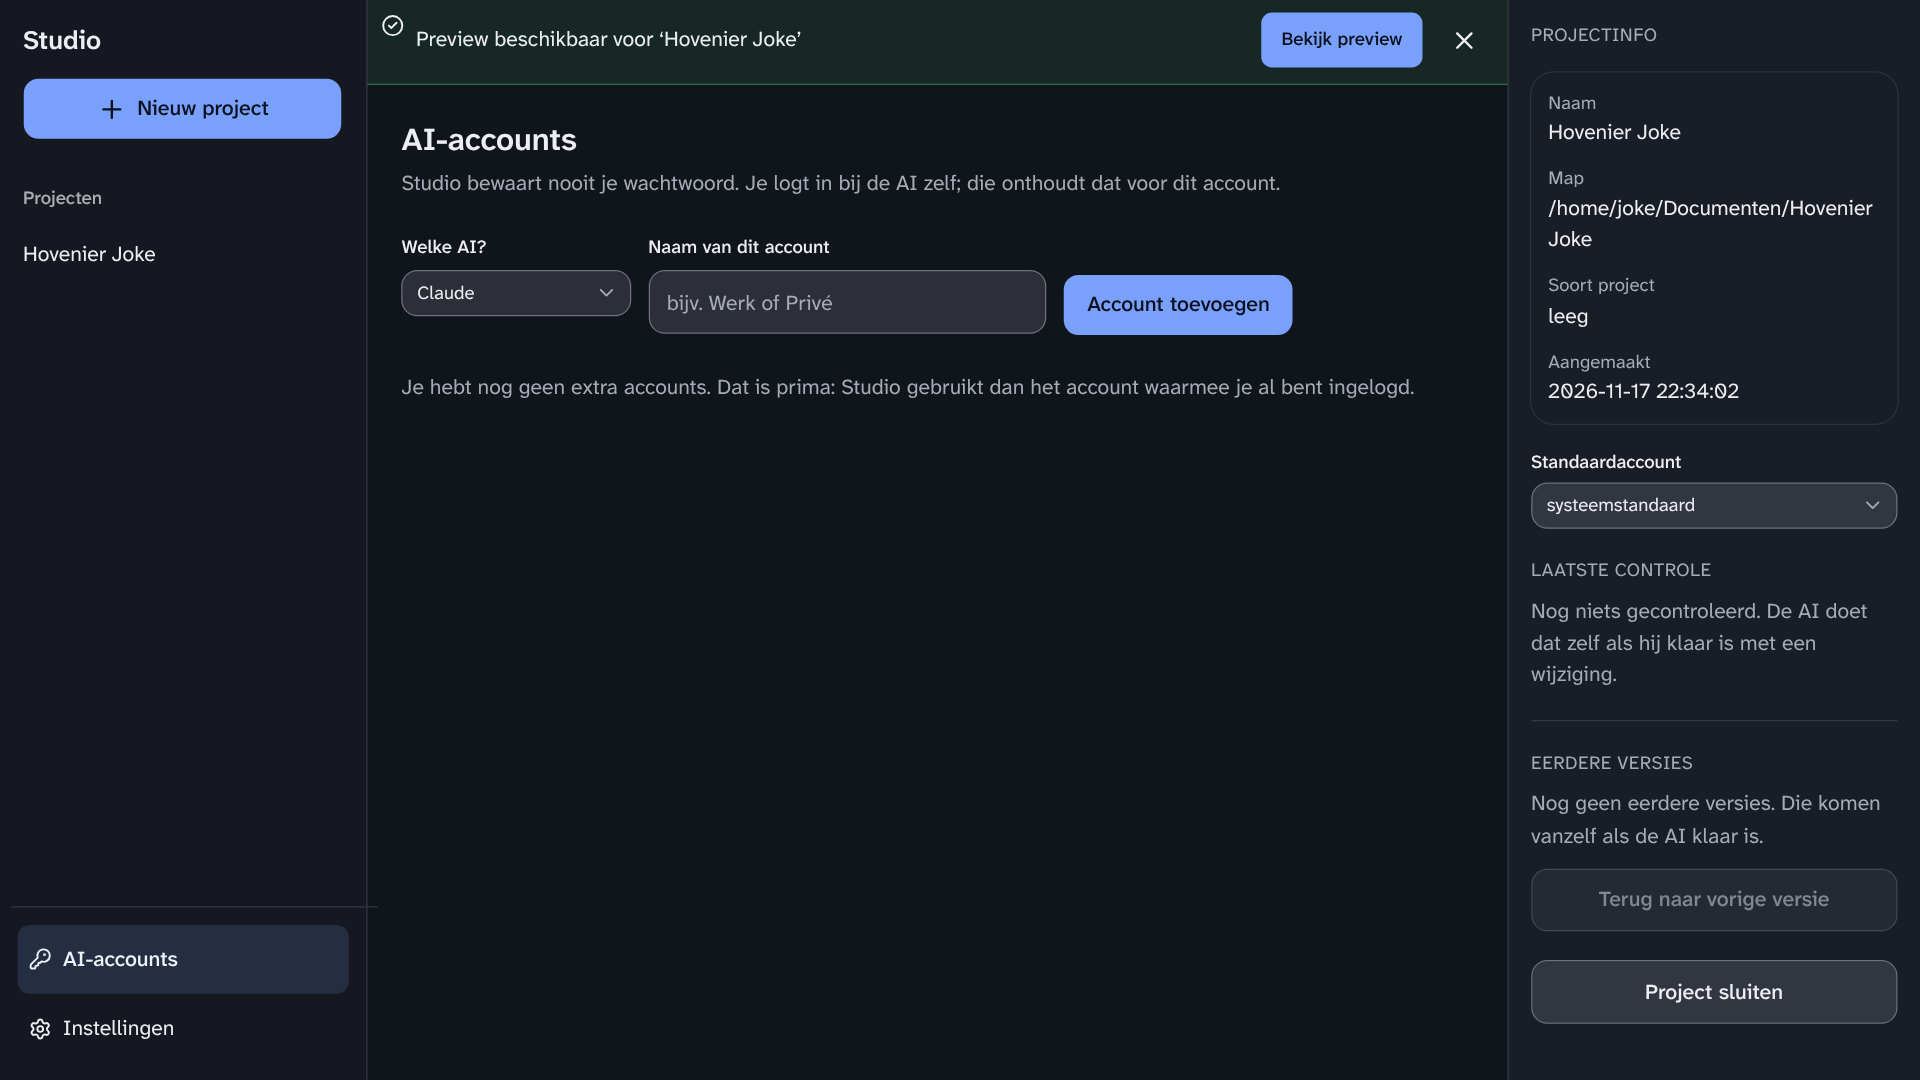 Studio
Nieuw project
Projecten
Hovenier Joke
AI-accounts
Instellingen
Preview beschikbaar voor ‘Hovenier Joke’
Bekijk preview
AI-accounts
Studio bewaart nooit je wachtwoord. Je logt in bij de AI zelf; die onthoudt dat voor dit account.
Welke AI?
Claude
Naam van dit account
bijv. Werk of Privé
Account toevoegen
Je hebt nog geen extra accounts. Dat is prima: Studio gebruikt dan het account waarmee je al bent ingelogd.
PROJECTINFO
Naam
Hovenier Joke
Map
/home/joke/Documenten/Hovenier
Joke
Soort project
leeg
Aangemaakt
2026-11-17 22:34:02
Standaardaccount
systeemstandaard
LAATSTE CONTROLE
Nog niets gecontroleerd. De AI doet
dat zelf als hij klaar is met een
wijziging.
EERDERE VERSIES
Nog geen eerdere versies. Die komen
vanzelf als de AI klaar is.
Terug naar vorige versie
Project sluiten